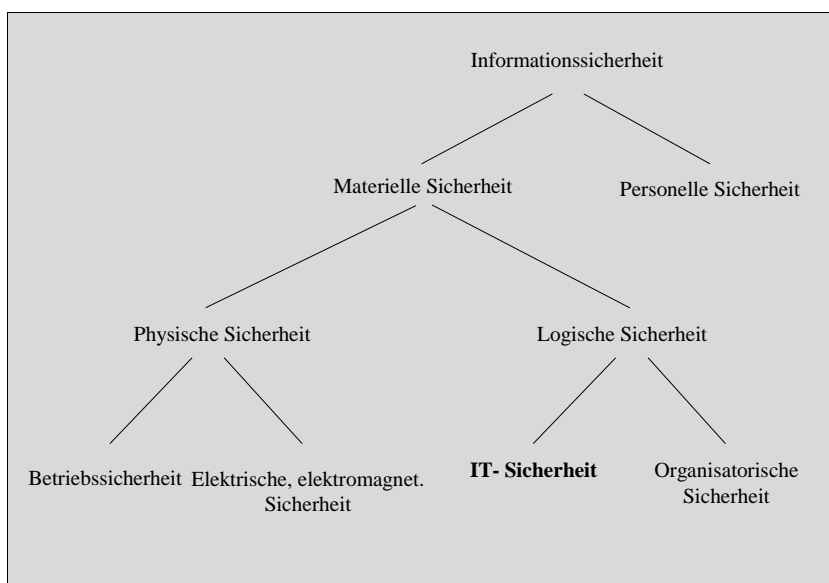 Informationssicherheit
Materielle Sicherheit
Personelle Sicherheit
Physische Sicherheit
Logische Sicherheit
Betriebssicherheit
Elektrische, elektromagnet.
Sicherheit
IT- Sicherheit
Organisatorische
Sicherheit